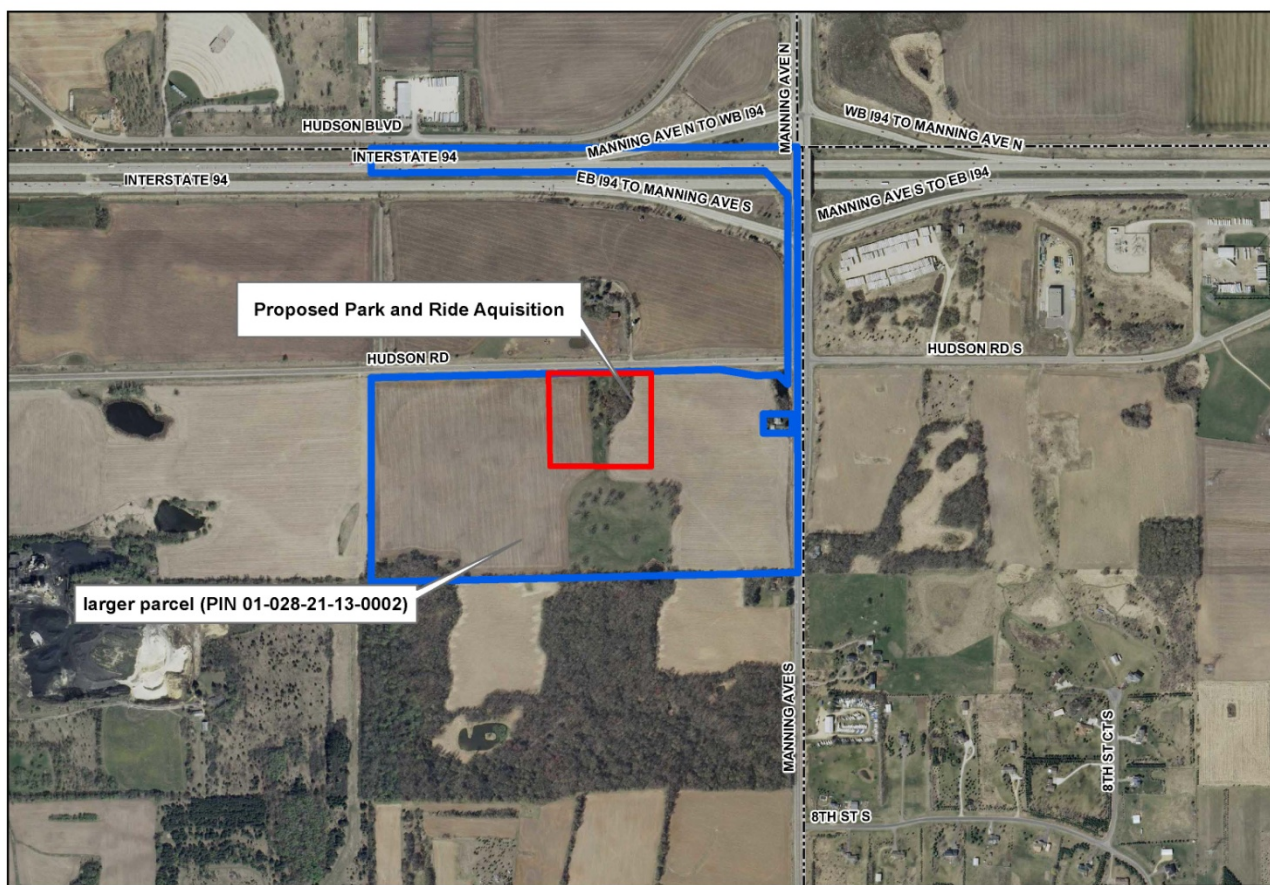 MANNING AVE N
HUDSON BLVD
MANNING AVE N TO WB I94
WB I94 TO MANNING AVE N
INTERSTATE 94
INTERSTATE 94
EB I94 TO MANNING AVE S
MANNING AVE S TO EB I94
Proposed Park and Ride Aquisition
HUDSON RD
HUDSON RD S
larger parcel (PIN 01-028-21-13-0002)
MANNING AVE S
8TH ST CT S
8TH ST S